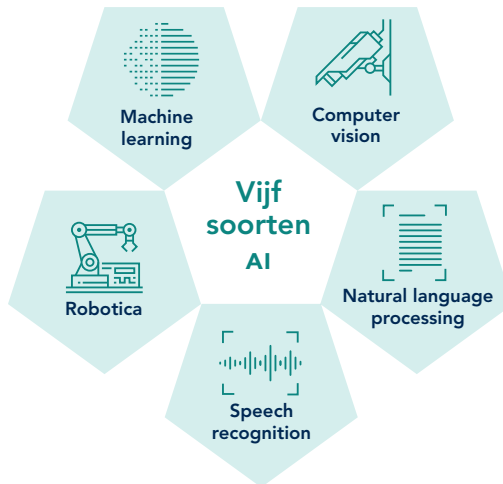 Machine
learning
Computer
vision
Vijf
soorten
AI
Robotica
Natural language
processing
Speech
recognition